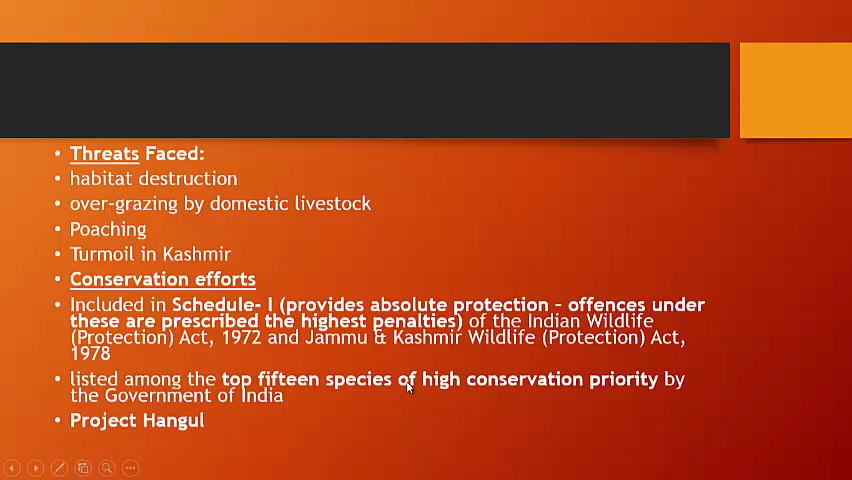 • Threats Faced:
• habitat destruction
• over-grazing by domestic livestock
• Poaching
• Turmoil in Kashmir
• Conservation efforts
• Included in Schedule- I (provides absolute protection – offences under
these are prescribed the highest penalties) of the Indian Wildlife
(Protection) Act, 1972 and Jammu & Kashmir Wildlife (Protection) Act,
1978
• listed among the top fifteen species of high conservation priority by
the Government of India
• Project Hangul